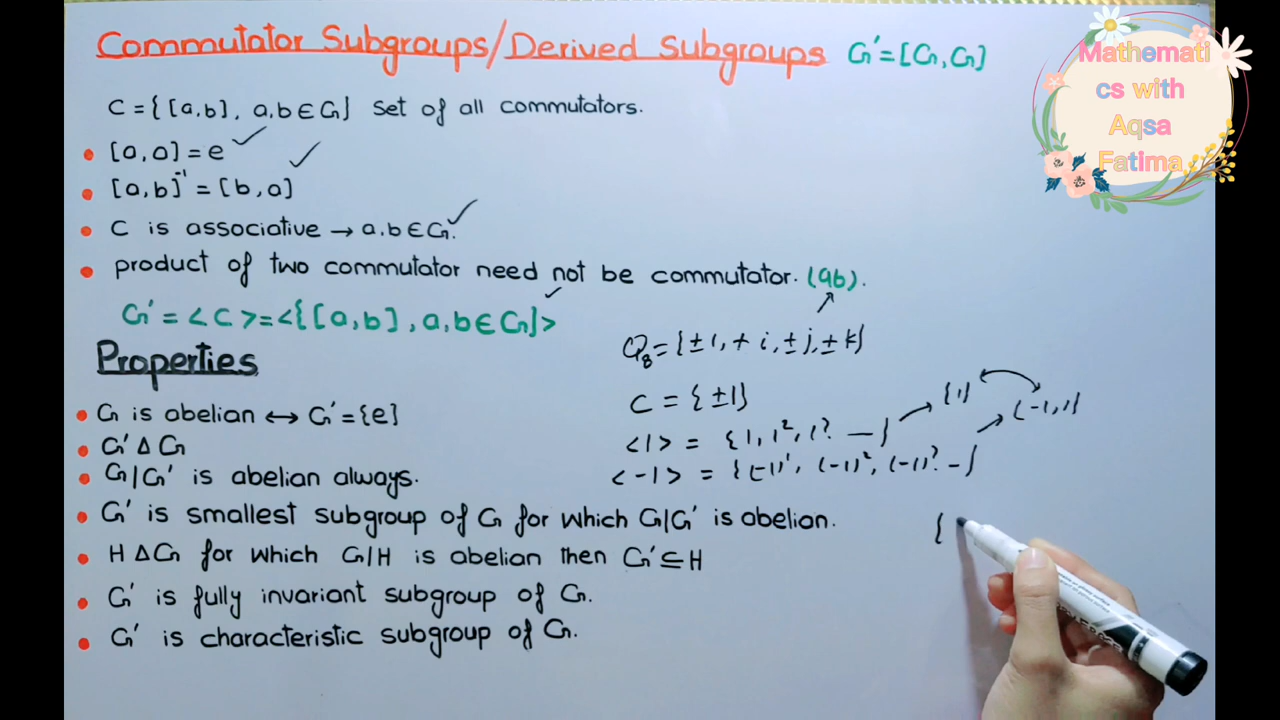 Commutator Subgroups/Derived Subgroups G'=[G,G]
Mathemati
cs with
Aqsa
Fatima
C={[a,b], a,b∈G} set of all commutators.
[a,a]=e ✓
[a,b]⁻¹=[b,a] ✓
C is associative → a,b∈G. ✓
product of two commutator need not be commutator. (96).
G'=<C>=<{[a,b], a,b∈G}>
Q₈={±1,+i,±j,±k}
Properties
C={±1}
G is abelian ↔ G'={e}
<1> = {1,1²,1³ —} {1}
G' Δ G
<-1> = {(-1)¹, (-1)², (-1)³ -} {-1,1}
G/G' is abelian always.
G' is smallest subgroup of G for which G/G' is abelian.
{
H Δ G for which G/H is abelian then G'⊆H
G' is fully invariant subgroup of G.
G' is characteristic subgroup of G.